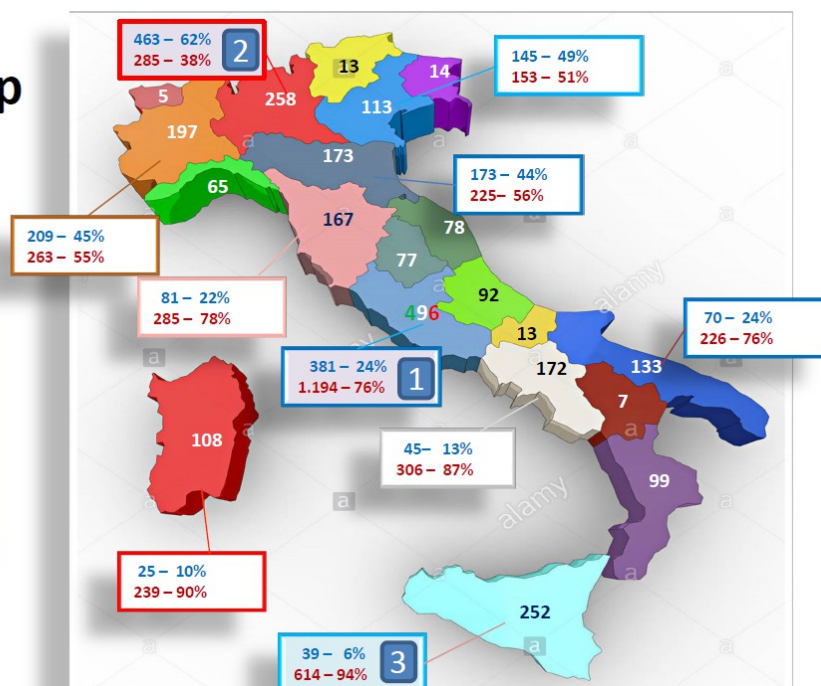 p
463 – 62%
285 – 38%
2
145 – 49%
153 – 51%
13
14
5
258
113
197
173
173 – 44%
225– 56%
65
167
78
209 – 45%
263 – 55%
77
81 – 22%
285 – 78%
92
496
13
70 – 24%
226 – 76%
381 – 24%
1.194 – 76%
1
172
133
7
108
45– 13%
306 – 87%
99
25 – 10%
239 – 90%
252
39 – 6%
614 – 94%
3
alamy
alamy
a
a
a
a
a
a
a